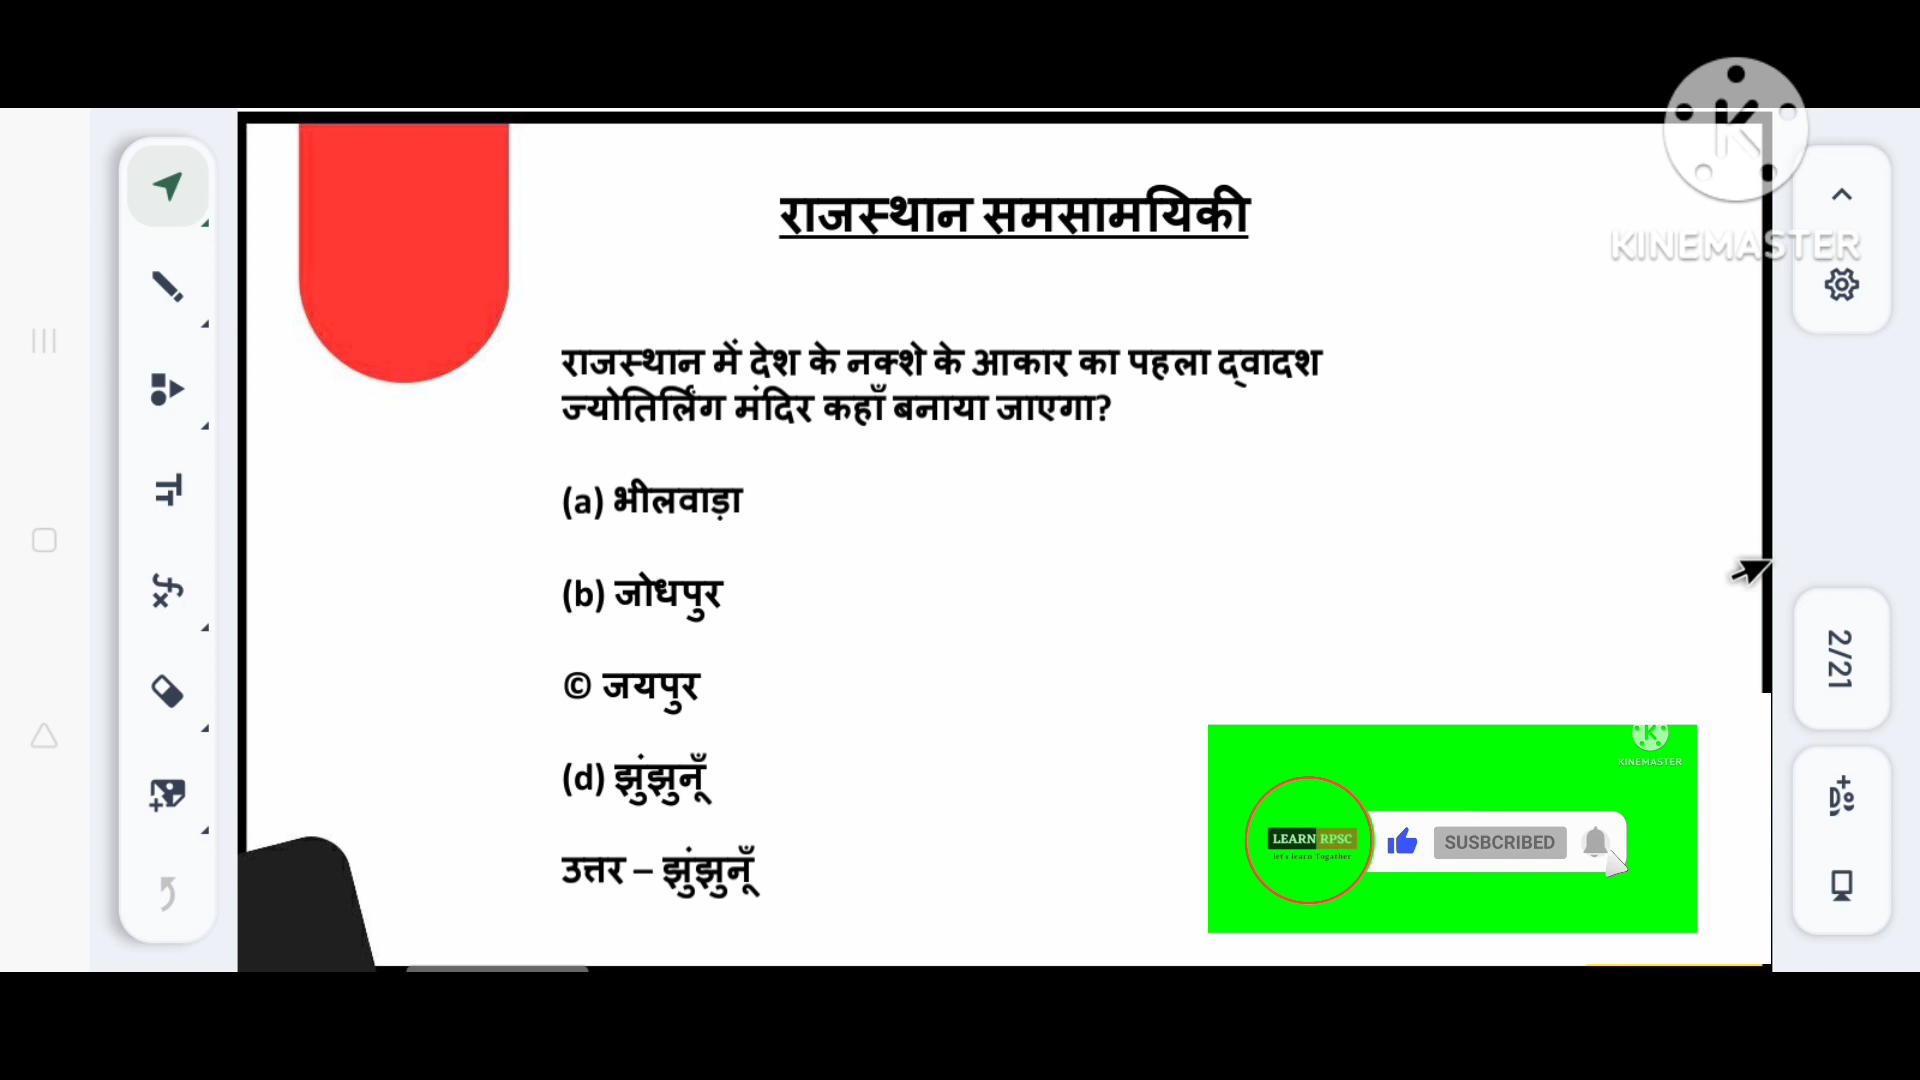 राजस्थान समसामयिकी
KINEMASTER
राजस्थान में देश के नक्शे के आकार का पहला द्वादश
ज्योतिर्लिंग मंदिर कहाँ बनाया जाएगा?
(a) भीलवाड़ा
(b) जोधपुर
© जयपुर
(d) झुंझुनूँ
उत्तर – झुंझुनूँ
2/21
KINEMASTER
LEARN RPSC
let's learn Togather
SUSBCRIBED